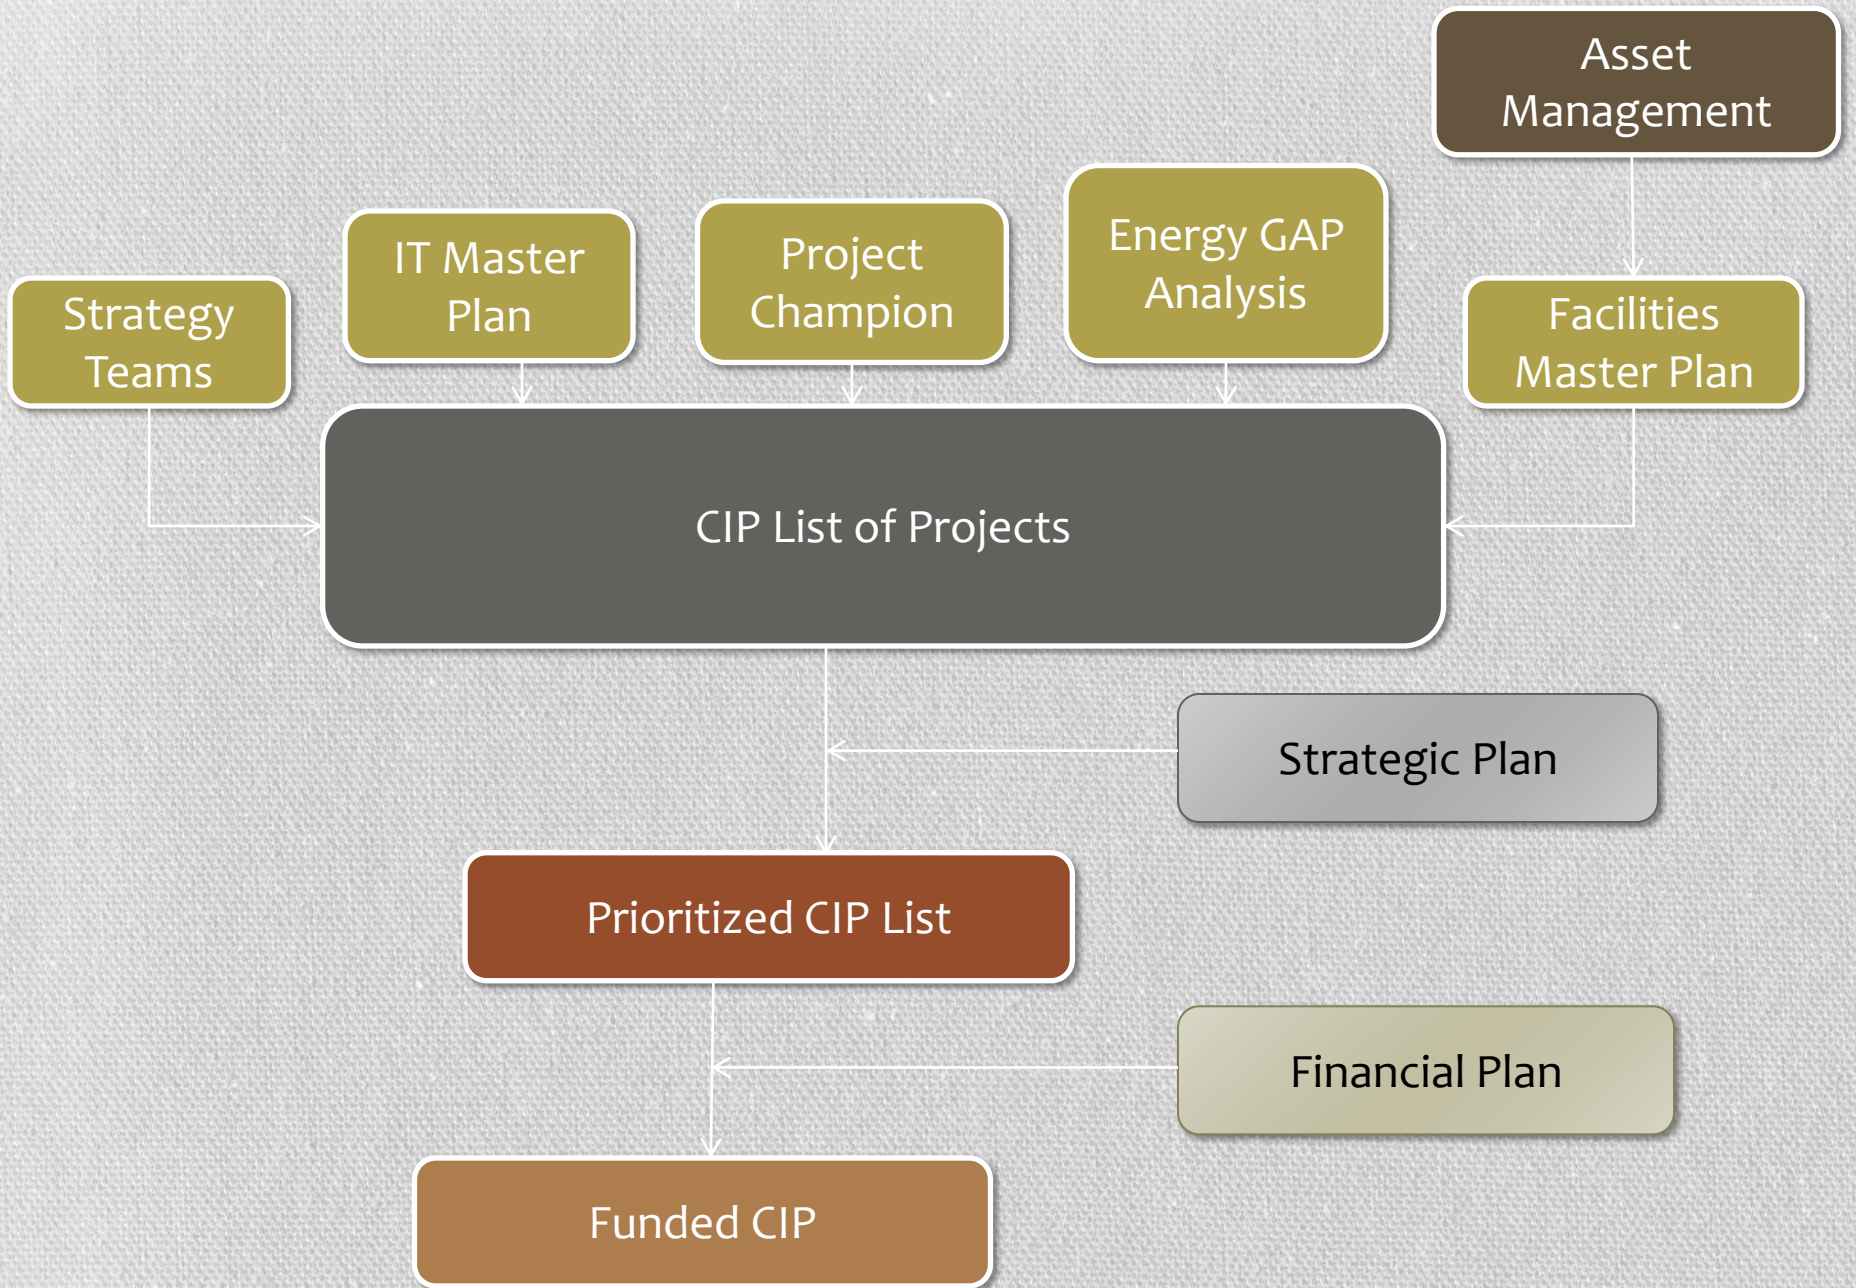 Asset
Management
Energy GAP
Analysis
Project
Champion
IT Master
Plan
Strategy
Teams
Facilities
Master Plan
CIP List of Projects
Strategic Plan
Prioritized CIP List
Financial Plan
Funded CIP